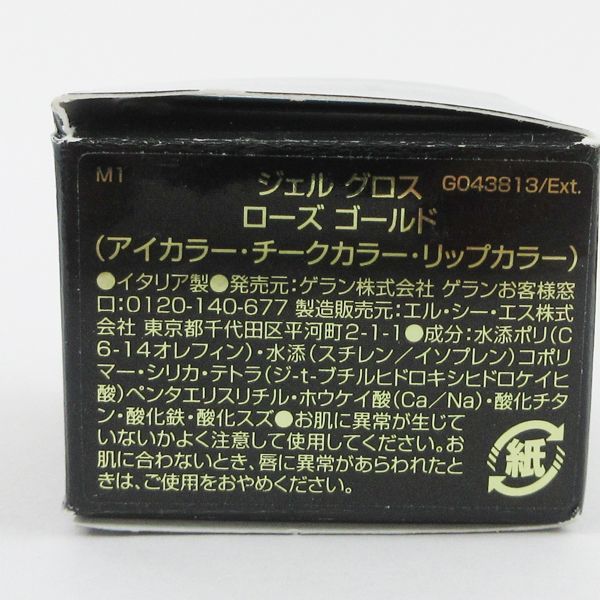 M1 ジェル グロス G043813/Ext.
ローズ ゴールド
(アイカラー・チークカラー・リップカラー)
●イタリア製●発売元:ゲラン株式会社 ゲランお客様窓
口:0120-140-677 製造販売元:エル・シー・エス株式
会社 東京都千代田区平河町2-1-1●成分:水添ポリ(C
6-14オレフィン)・水添(スチレン/イソプレン)コポリ
マー・シリカ・テトラ(ジ-t-ブチルヒドロキシヒドロケイヒ
酸)ペンタエリスリチル・ホウケイ酸(Ca/Na)・酸化チタ
ン・酸化鉄・酸化スズ●お肌に異常が生じて
いないかよく注意して使用してください。お
肌に合わないとき、唇に異常があらわれたと
きは、ご使用をおやめください。
紙